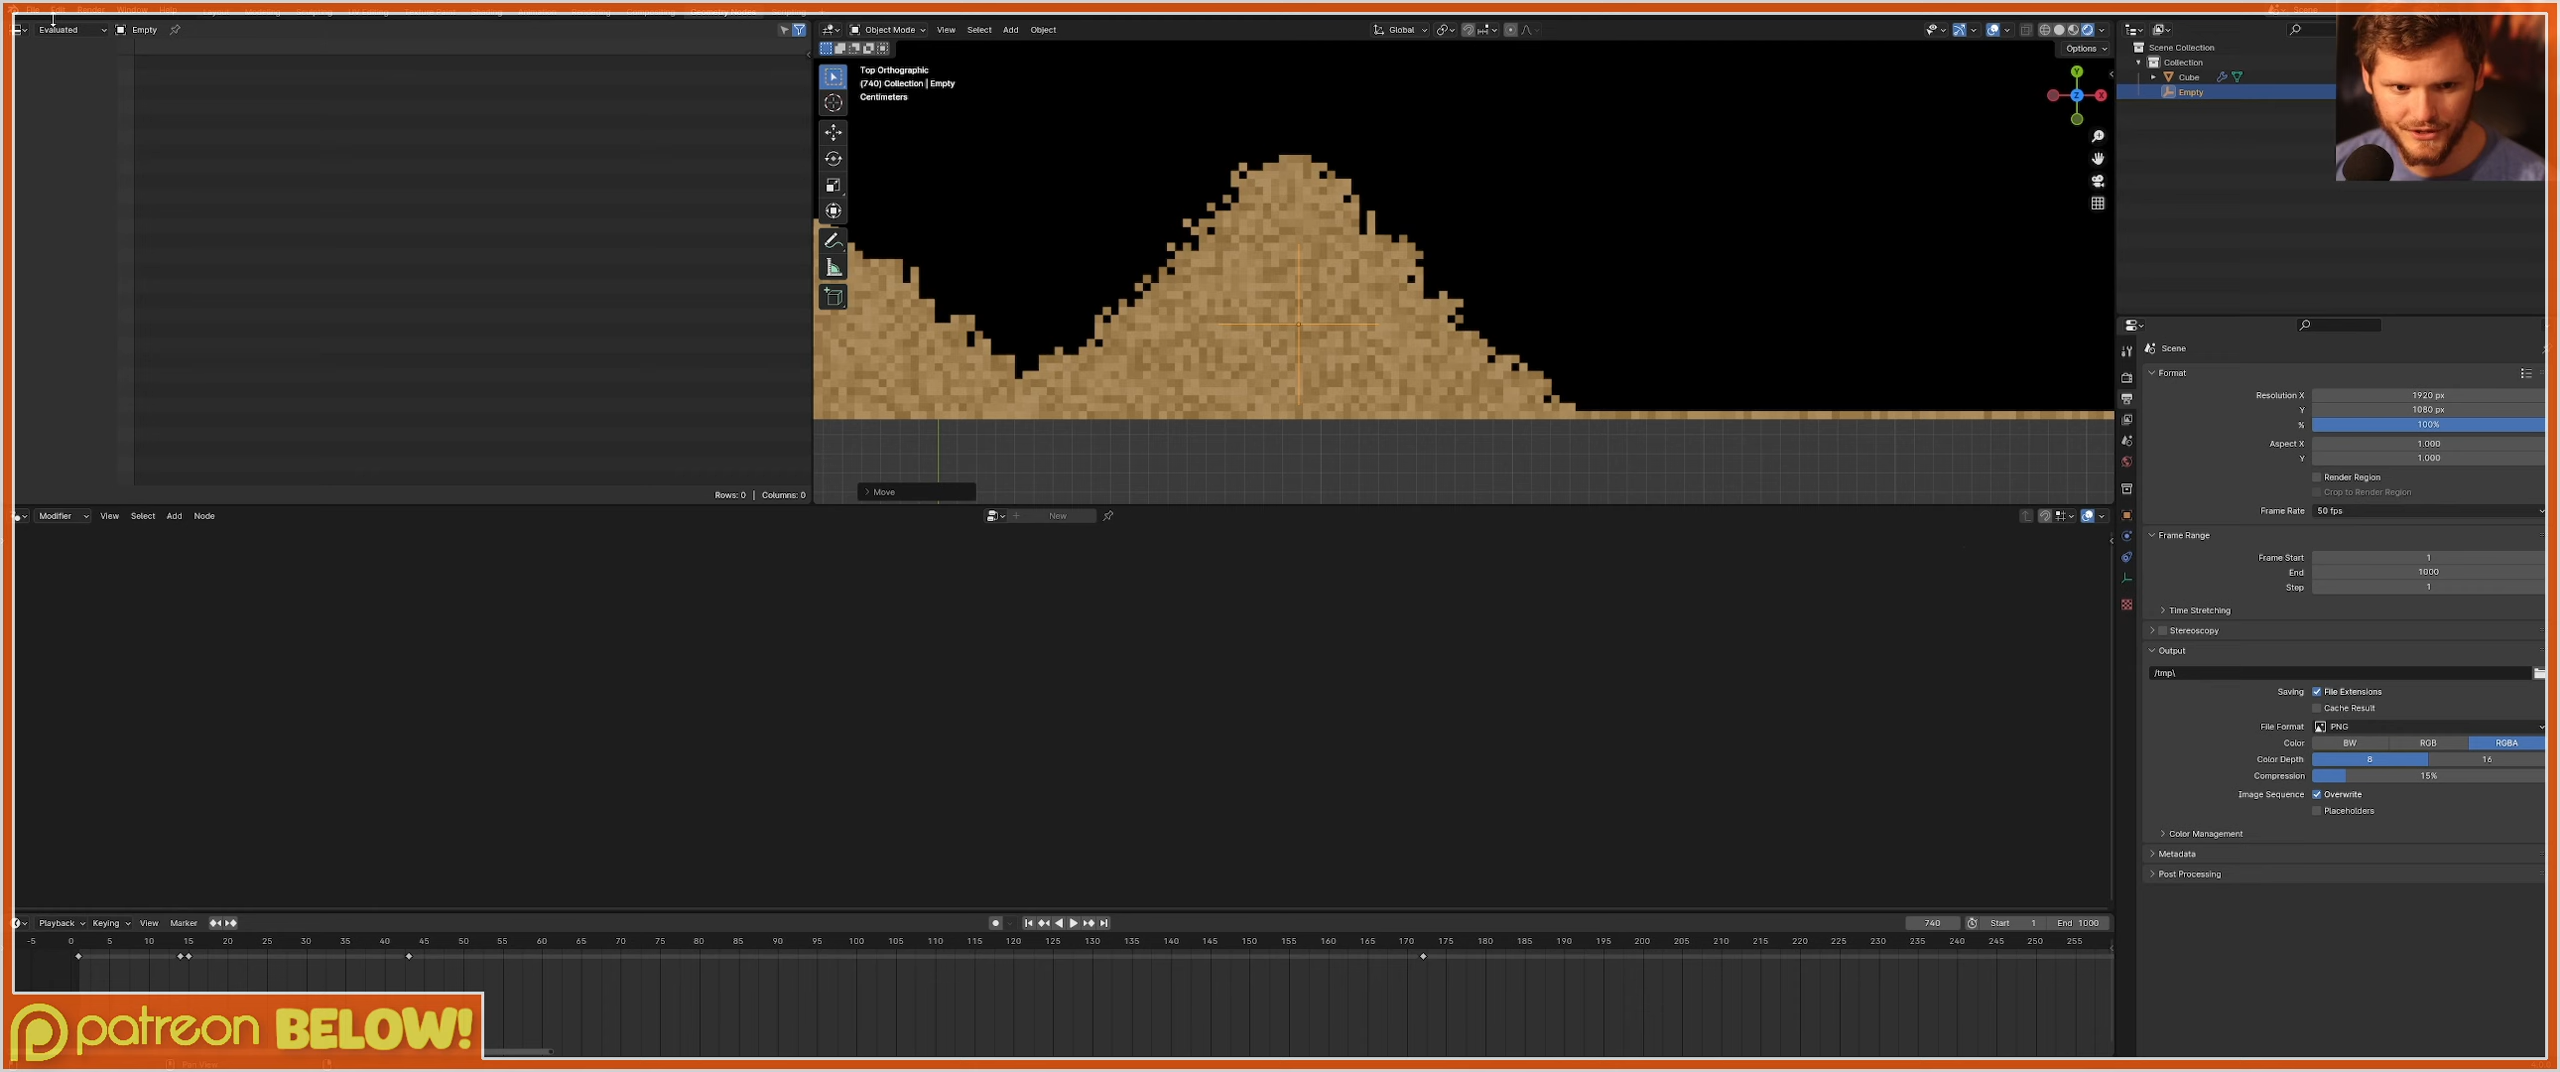 File Edit Render Window Help
Evaluated Empty
Object Mode View Select Add Object Global
Options
Top Orthographic
(740) Collection | Empty
Centimeters
Y
Z
X
Move
Rows: 0 | Columns: 0
Scene Collection
Collection
Cube
Empty
Scene
Format
Resolution X 1920 px
Y 1080 px
% 100%
Aspect X 1.000
Y 1.000
Render Region
Crop to Render Region
Frame Rate 50 fps
Frame Range
Frame Start 1
End 1000
Step 1
Time Stretching
Stereoscopy
Output
/tmp\
Saving File Extensions
Cache Result
File Format PNG
Color BW RGB RGBA
Color Depth 8 16
Compression 15%
Image Sequence Overwrite
Placeholders
Color Management
Metadata
Post Processing
Modifier View Select Add Node New
Playback Keying View Marker 740 Start 1 End 1000
-5 0 5 10 15 20 25 30 35 40 45 50 55 60 65 70 75 80 85 90 95 100 105 110 115 120 125 130 135 140 145 150 155 160 165 170 175 180 185 190 195 200 205 210 215 220 225 230 235 240 245 250 255
patreon BELOW!